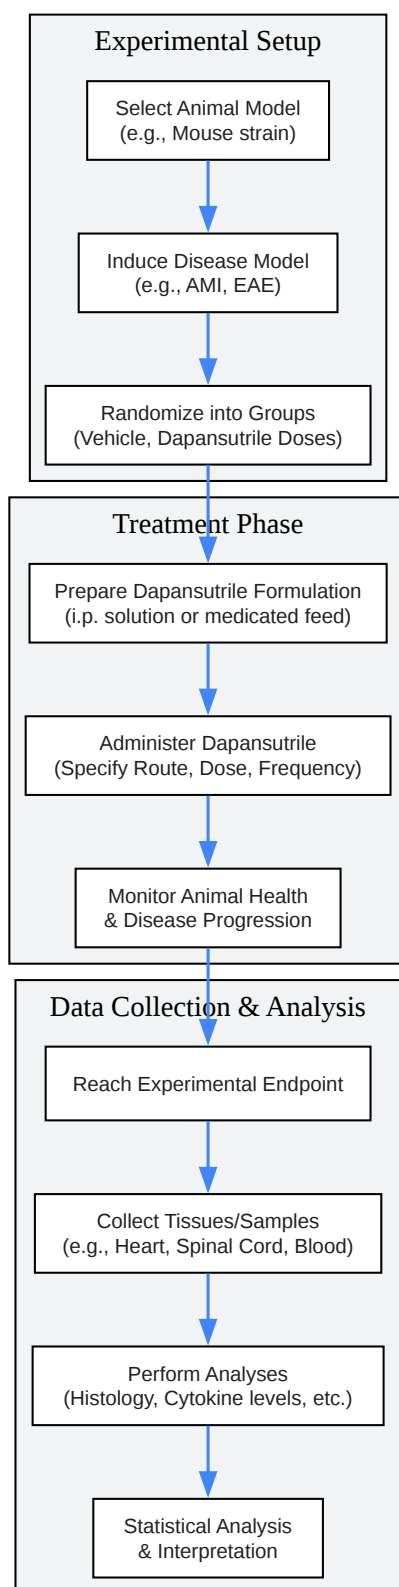 Experimental Setup
Select Animal Model
(e.g., Mouse strain)
Induce Disease Model
(e.g., AMI, EAE)
Randomize into Groups
(Vehicle, Dapansutrile Doses)
Treatment Phase
Prepare Dapansutrile Formulation
(i.p. solution or medicated feed)
Administer Dapansutrile
(Specify Route, Dose, Frequency)
Monitor Animal Health
& Disease Progression
Data Collection & Analysis
Reach Experimental Endpoint
Collect Tissues/Samples
(e.g., Heart, Spinal Cord, Blood)
Perform Analyses
(Histology, Cytokine levels, etc.)
Statistical Analysis
& Interpretation